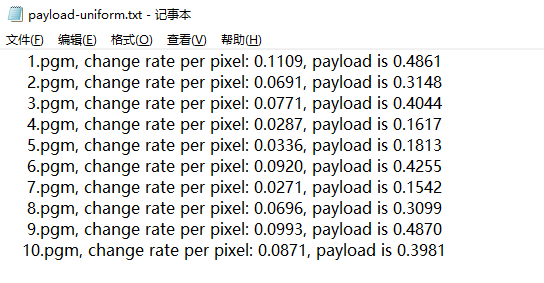 payload-uniform.txt - 记事本
文件(F) 编辑(E) 格式(O) 查看(V) 帮助(H)
1.pgm, change rate per pixel: 0.1109, payload is 0.4861
2.pgm, change rate per pixel: 0.0691, payload is 0.3148
3.pgm, change rate per pixel: 0.0771, payload is 0.4044
4.pgm, change rate per pixel: 0.0287, payload is 0.1617
5.pgm, change rate per pixel: 0.0336, payload is 0.1813
6.pgm, change rate per pixel: 0.0920, payload is 0.4255
7.pgm, change rate per pixel: 0.0271, payload is 0.1542
8.pgm, change rate per pixel: 0.0696, payload is 0.3099
9.pgm, change rate per pixel: 0.0993, payload is 0.4870
10.pgm, change rate per pixel: 0.0871, payload is 0.3981